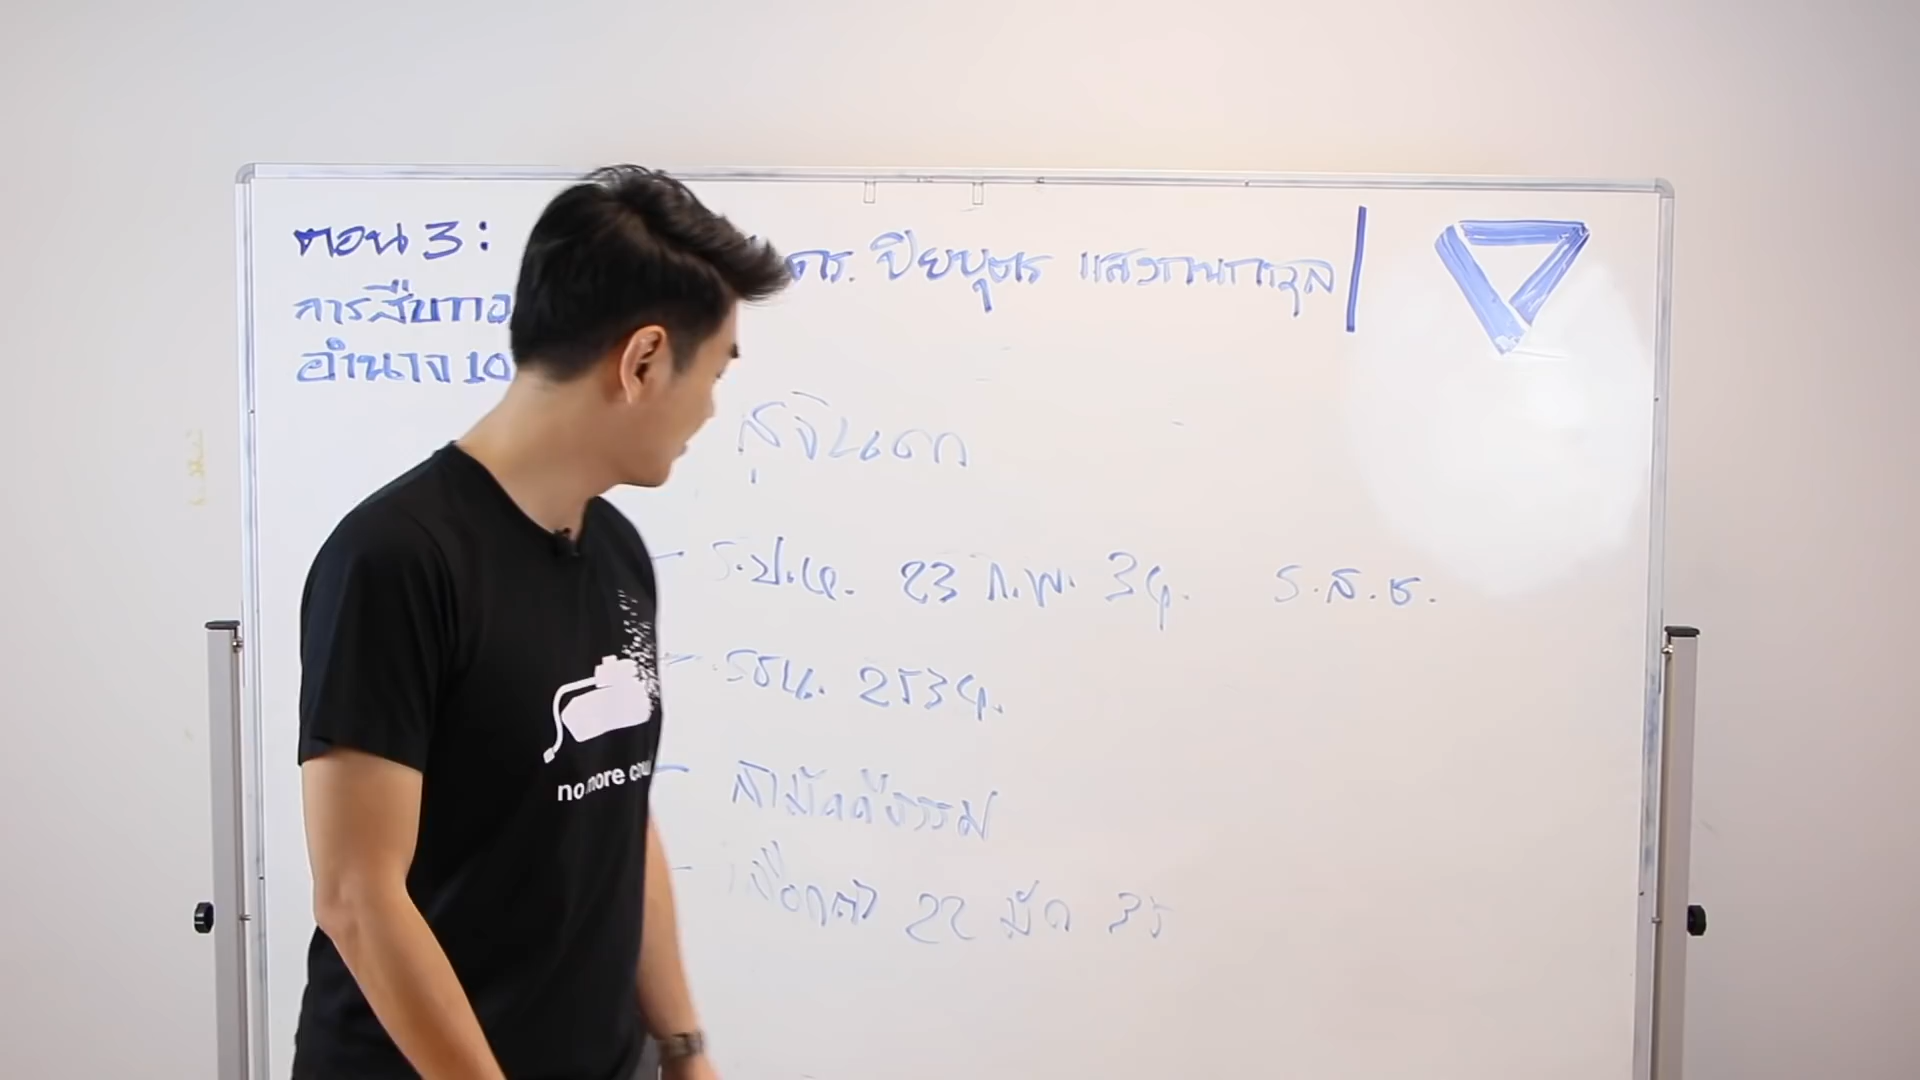 ตอน 3:
การสืบทอ
อำนาจ 10
ดร. ปิยบุตร แสงกนกกุล
สุจินดา
- ร.ป.ห. 23 ก.พ. 34. ร.ส.ช.
- รธน. 2534.
- สามัคคีธรรม
- เลือกตั้ง 22 มีค 35
no more cou